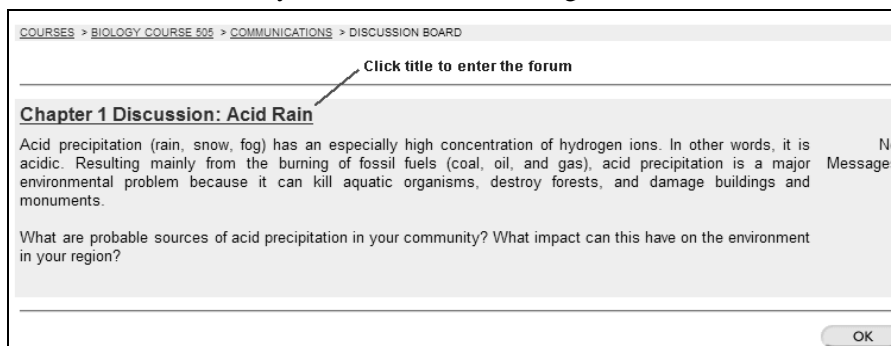 COURSES > BIOLOGY COURSE 505 > COMMUNICATIONS > DISCUSSION BOARD
Click title to enter the forum
Chapter 1 Discussion: Acid Rain
Acid precipitation (rain, snow, fog) has an especially high concentration of hydrogen ions. In other words, it is
acidic. Resulting mainly from the burning of fossil fuels (coal, oil, and gas), acid precipitation is a major
environmental problem because it can kill aquatic organisms, destroy forests, and damage buildings and
monuments.
Messages
What are probable sources of acid precipitation in your community? What impact can this have on the environment
in your region?
OK